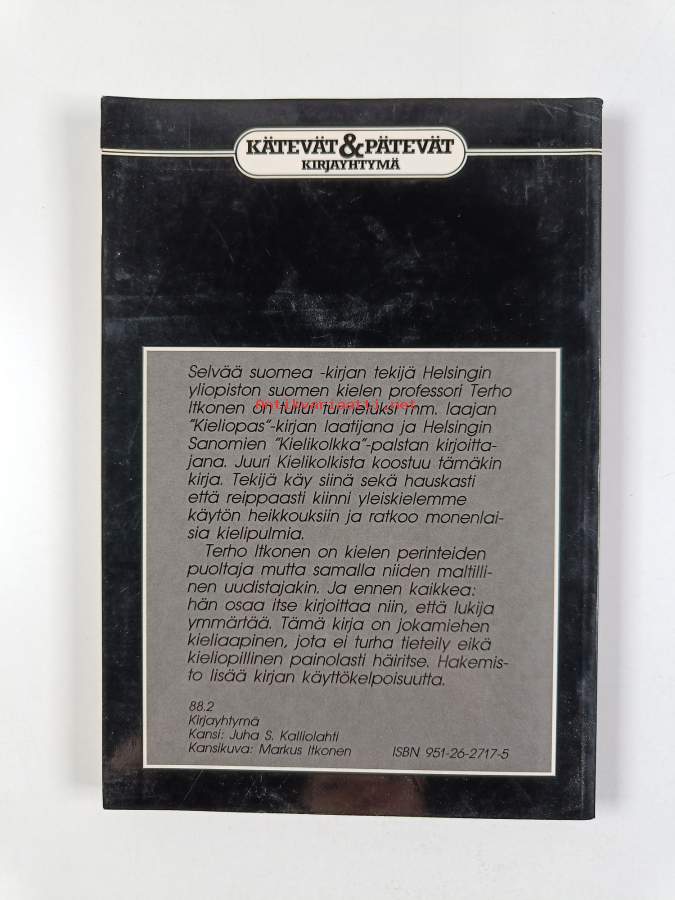 KÄTEVÄT & PÄTEVÄT
KIRJAYHTYMÄ
Selvää suomea -kirjan tekijä Helsingin
yliopiston suomen kielen professori Terho
Itkonen on tullut tunnetuksi mm. laajan
Antikvariaatti.net
"Kieliopas"-kirjan laatijana ja Helsingin
Sanomien "Kielikolkka"-palstan kirjoitta-
jana. Juuri Kielikolkista koostuu tämäkin
kirja. Tekijä käy siinä sekä hauskasti
että reippaasti kiinni yleiskielemme
käytön heikkouksiin ja ratkoo monenlai-
sia kielipulmia.
Terho Itkonen on kielen perinteiden
puoltaja mutta samalla niiden maltilli-
nen uudistajakin. Ja ennen kaikkea:
hän osaa itse kirjoittaa niin, että lukija
ymmärtää. Tämä kirja on jokamiehen
kieliaapinen, jota ei turha tieteily eikä
kieliopillinen painolasti häiritse. Hakemis-
to lisää kirjan käyttökelpoisuutta.
88.2
Kirjayhtymä
Kansi: Juha S. Kalliolahti
Kansikuva: Markus Itkonen ISBN 951-26-2717-5